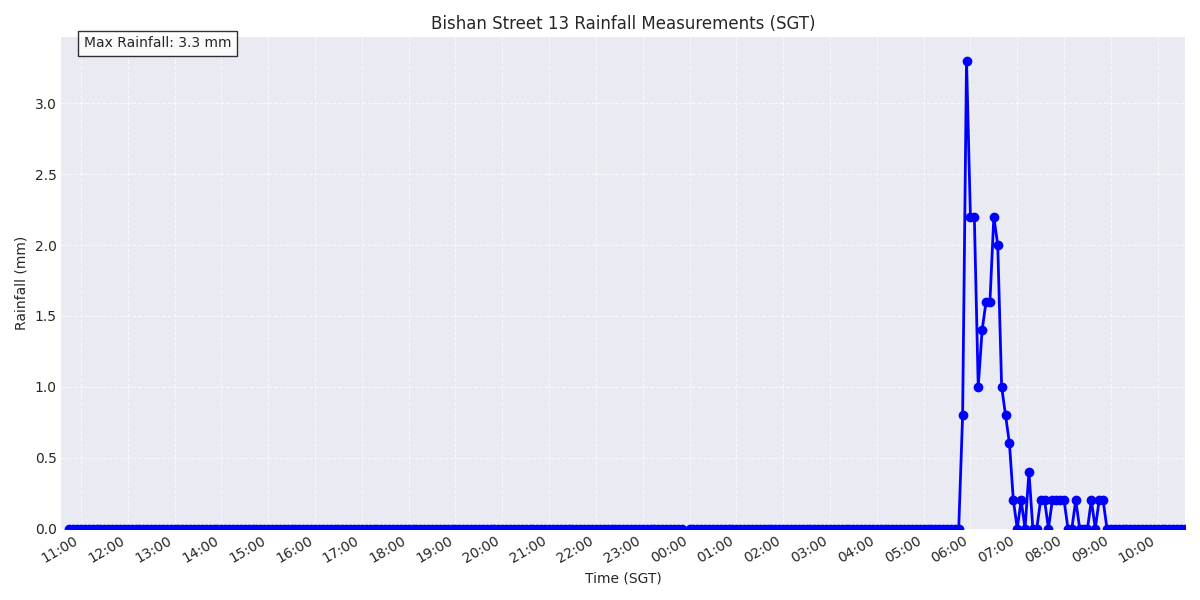 Bishan Street 13 Rainfall Measurements (SGT)
Max Rainfall: 3.3 mm
Rainfall (mm)
3.0
2.5
2.0
1.5
1.0
0.5
0.0
11:00 12:00 13:00 14:00 15:00 16:00 17:00 18:00 19:00 20:00 21:00 22:00 23:00 00:00 01:00 02:00 03:00 04:00 05:00 06:00 07:00 08:00 09:00 10:00
Time (SGT)